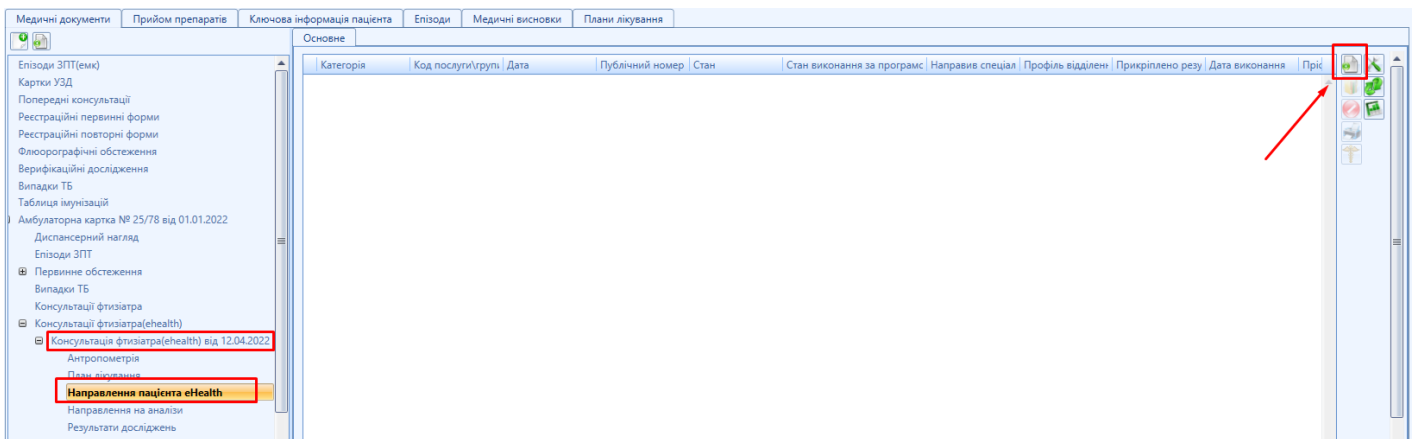 Медичні документи Прийом препаратів Ключова інформація пацієнта Епізоди Медичні висновки Плани лікування
Основне
Категорія Код послуги\групи Дата Публічний номер Стан Стан виконання за програмс Направив спеціал Профіль відділенн Прикріплено резу Дата виконання Пріс
Епізоди ЗПТ(емк)
Картки УЗД
Попередні консультації
Реєстраційні первинні форми
Реєстраційні повторні форми
Флюорографічні обстеження
Верифікаційні дослідження
Випадки ТБ
Таблиця імунізацій
Амбулаторна картка № 25/78 від 01.01.2022
Диспансерний нагляд
Епізоди ЗПТ
Первинне обстеження
Випадки ТБ
Консультації фтизіатра
Консультації фтизіатра(ehealth)
Консультація фтизіатра(ehealth) від 12.04.2022
Антропометрія
План лікування
Направлення пацієнта eHealth
Направлення на аналізи
Результати досліджень